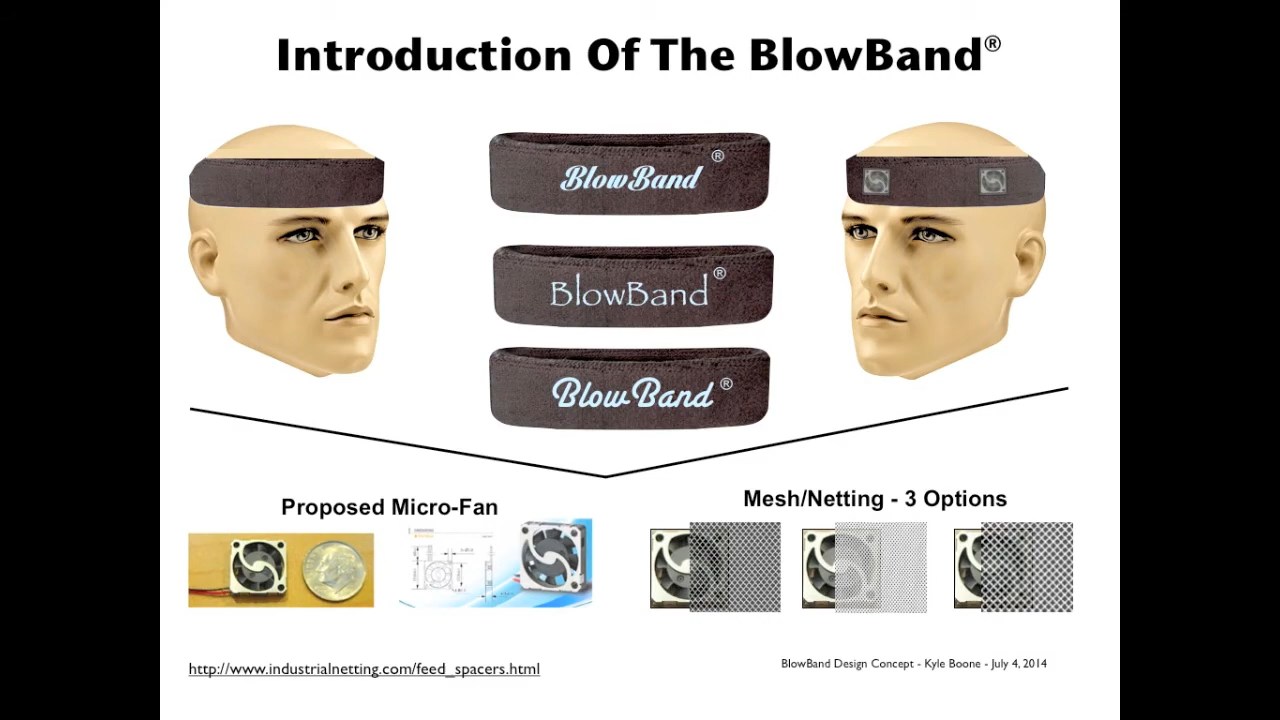 Introduction Of The BlowBand®
BlowBand ®
BlowBand ®
BlowBand ®
Proposed Micro-Fan
Mesh/Netting - 3 Options
http://www.industrialnetting.com/feed_spacers.html
BlowBand Design Concept - Kyle Boone - July 4, 2014